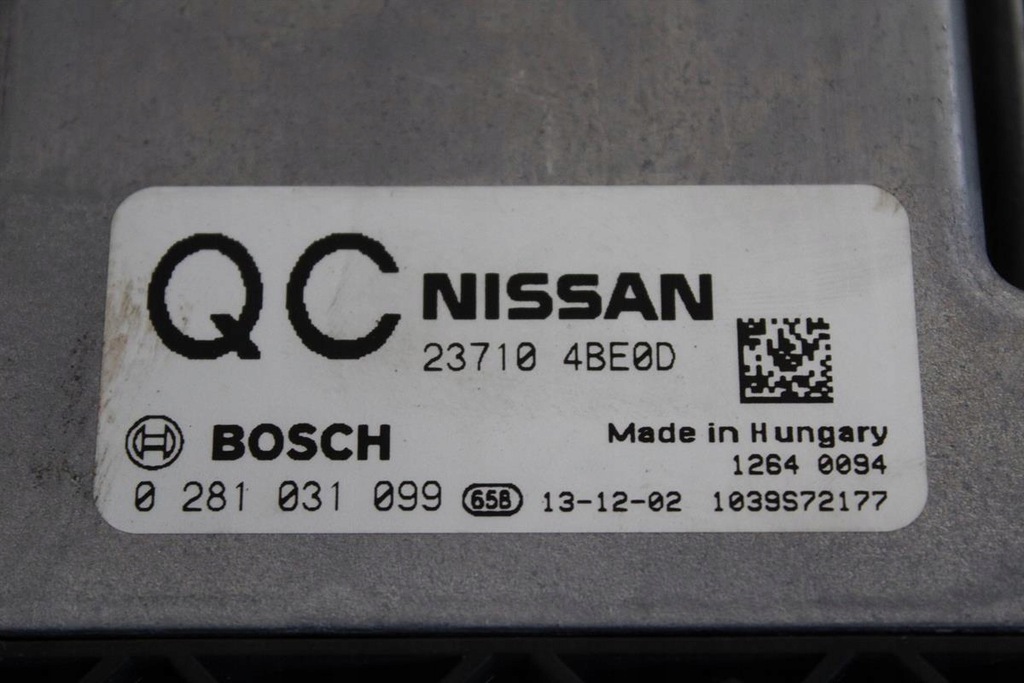 QC NISSAN
23710 4BE0D
BOSCH
Made in Hungary
1264 0094
0 281 031 099 65B 13-12-02 1039S72177